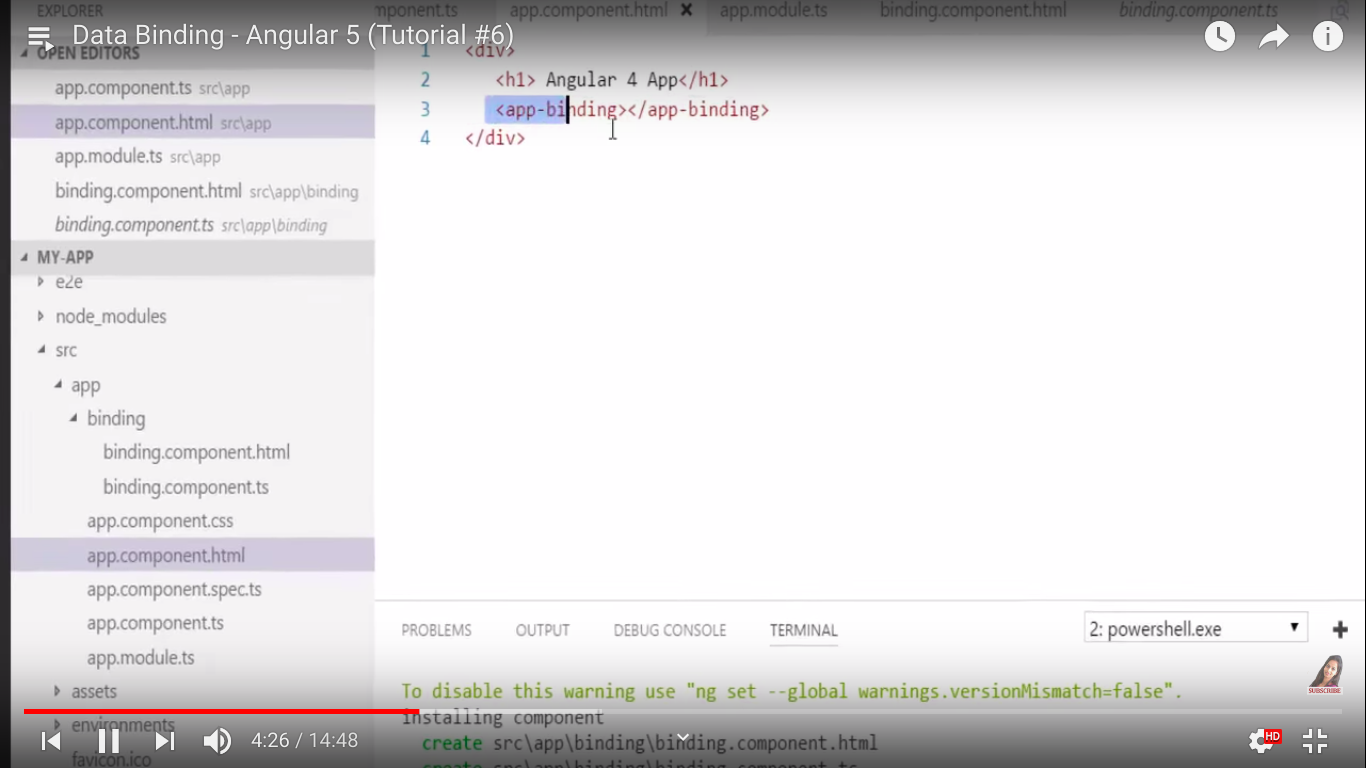 EXPLORER
mponent.ts
app.component.html
app.module.ts
binding.component.html
binding.component.ts
Data Binding - Angular 5 (Tutorial #6)
OPEN EDITORS
app.component.ts src\app
app.component.html src\app
app.module.ts src\app
binding.component.html src\app\binding
binding.component.ts src\app\binding
MY-APP
e2e
node_modules
src
app
binding
binding.component.html
binding.component.ts
app.component.css
app.component.html
app.component.spec.ts
app.component.ts
app.module.ts
assets
environments
favicon.ico
1 <div>
2 <h1> Angular 4 App</h1>
3 <app-binding></app-binding>
4 </div>
PROBLEMS OUTPUT DEBUG CONSOLE TERMINAL
2: powershell.exe
To disable this warning use "ng set --global warnings.versionMismatch=false".
installing component
create src\app\binding\binding.component.html
create src\app\binding\binding.component.ts
SUBSCRIBE
4:26 / 14:48
HD